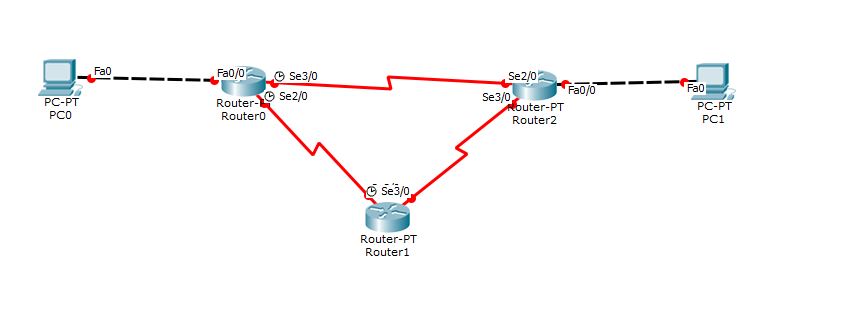 Fa0
PC-PT
PC0
Fa0/0
Se3/0
Se2/0
Router0
Se2/0
Se3/0
Router-PT
Router2
Fa0/0
Fa0
PC-PT
PC1
Se3/0
Router-PT
Router1